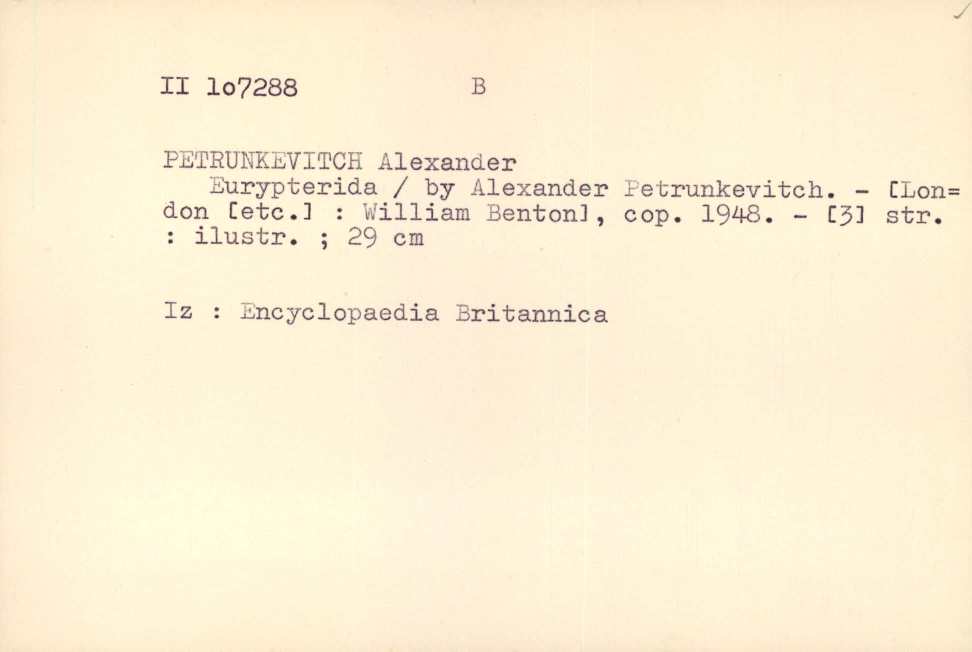 II lo7288 B
PETRUNKEVITCH Alexander
Eurypterida / by Alexander Petrunkevitch. - [Lon=
don [etc.] : William Benton], cop. 1948. - [3] str.
: ilustr. ; 29 cm
Iz : Encyclopaedia Britannica